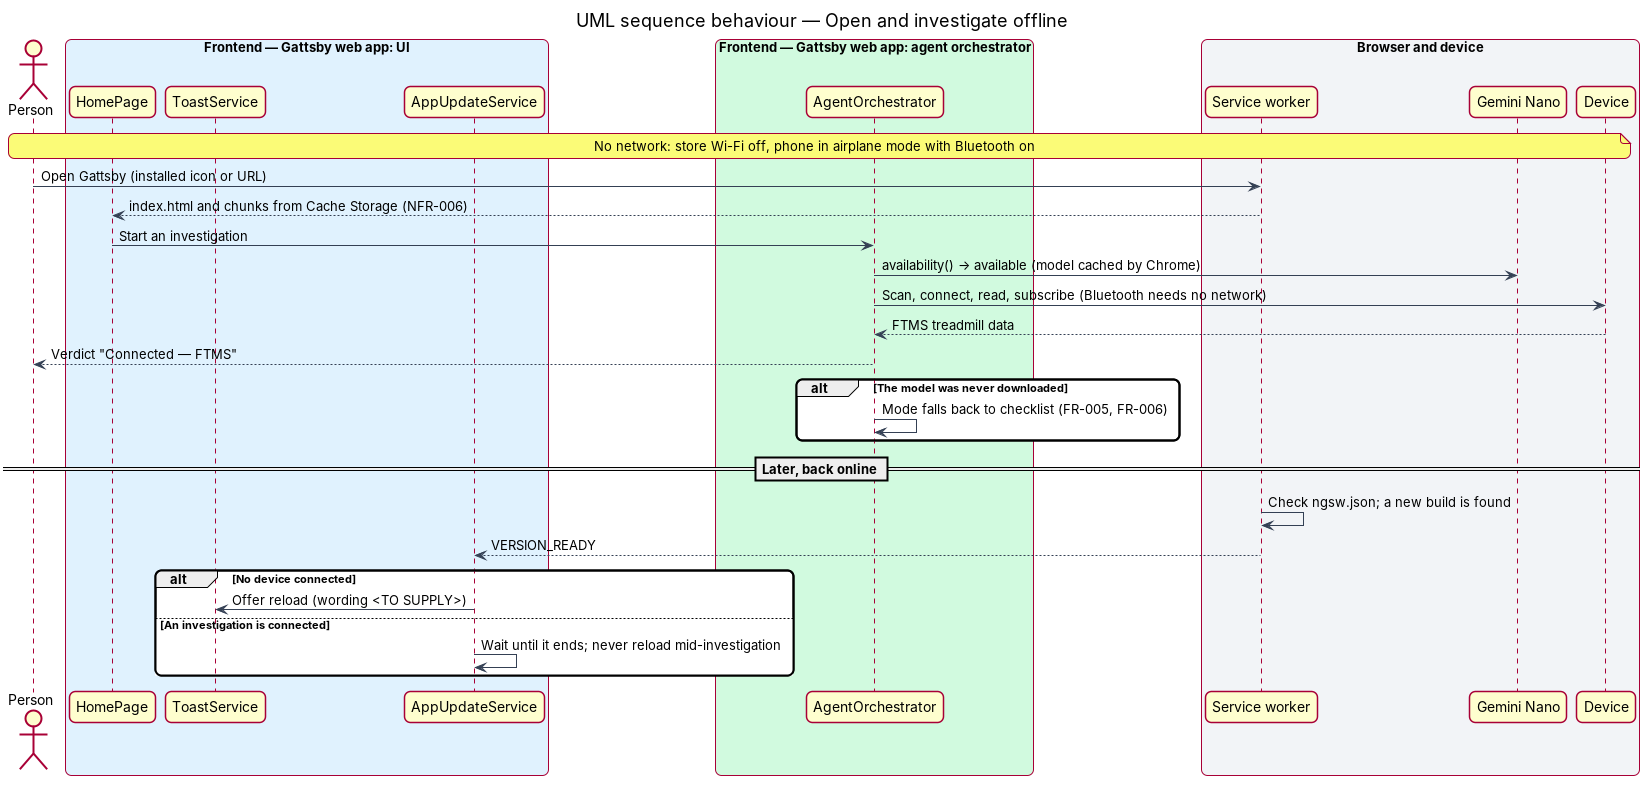 UML sequence behaviour — Open and investigate offline
Frontend — Gattsby web app: UI
Frontend — Gattsby web app: agent orchestrator
Browser and device
Person
HomePage
ToastService
AppUpdateService
AgentOrchestrator
Service worker
Gemini Nano
Device
No network: store Wi-Fi off, phone in airplane mode with Bluetooth on
Open Gattsby (installed icon or URL)
index.html and chunks from Cache Storage (NFR-006)
Start an investigation
availability() → available (model cached by Chrome)
Scan, connect, read, subscribe (Bluetooth needs no network)
FTMS treadmill data
Verdict "Connected — FTMS"
alt
[The model was never downloaded]
Mode falls back to checklist (FR-005, FR-006)
Later, back online
Check ngsw.json; a new build is found
VERSION_READY
alt
[No device connected]
Offer reload (wording <TO SUPPLY>)
[An investigation is connected]
Wait until it ends; never reload mid-investigation
Person
HomePage
ToastService
AppUpdateService
AgentOrchestrator
Service worker
Gemini Nano
Device